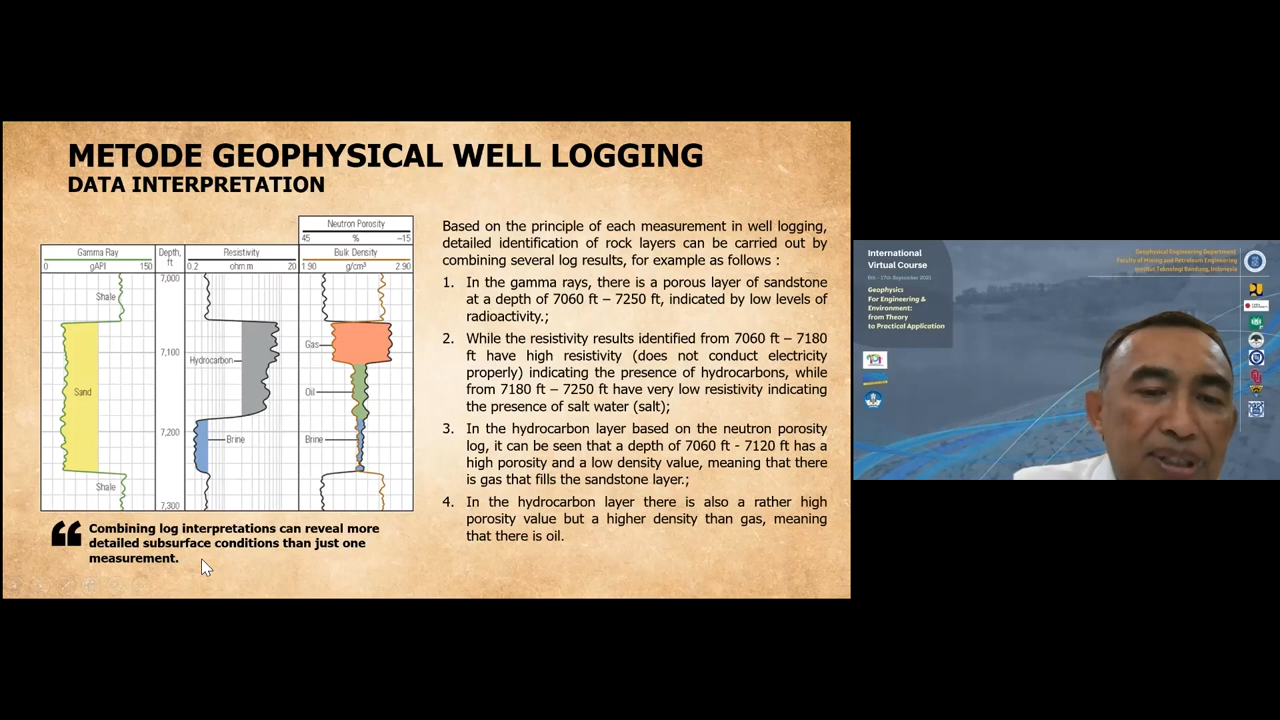 METODE GEOPHYSICAL WELL LOGGING
DATA INTERPRETATION
Neutron Porosity
45 % –15
Gamma Ray Depth, ft Resistivity Bulk Density
0 gAPI 150 0.2 ohm m 20 1.90 g/cm³ 2.90
7,000
Shale
Gas
7,100
Hydrocarbon
Sand
Oil
7,200
Brine
Brine
Shale
7,300
Combining log interpretations can reveal more
detailed subsurface conditions than just one
measurement.
Based on the principle of each measurement in well logging,
detailed identification of rock layers can be carried out by
combining several log results, for example as follows :
1. In the gamma rays, there is a porous layer of sandstone
at a depth of 7060 ft – 7250 ft, indicated by low levels of
radioactivity.;
2. While the resistivity results identified from 7060 ft – 7180
ft have high resistivity (does not conduct electricity
properly) indicating the presence of hydrocarbons, while
from 7180 ft – 7250 ft have very low resistivity indicating
the presence of salt water (salt);
3. In the hydrocarbon layer based on the neutron porosity
log, it can be seen that a depth of 7060 ft - 7120 ft has a
high porosity and a low density value, meaning that there
is gas that fills the sandstone layer.;
4. In the hydrocarbon layer there is also a rather high
porosity value but a higher density than gas, meaning
that there is oil.
International
Virtual Course
6th - 17th September 2021
Geophysics
For Engineering &
Environment:
from Theory
to Practical Application
Geophysical Engineering Department
Faculty of Mining and Petroleum Engineering
Institut Teknologi Bandung, Indonesia